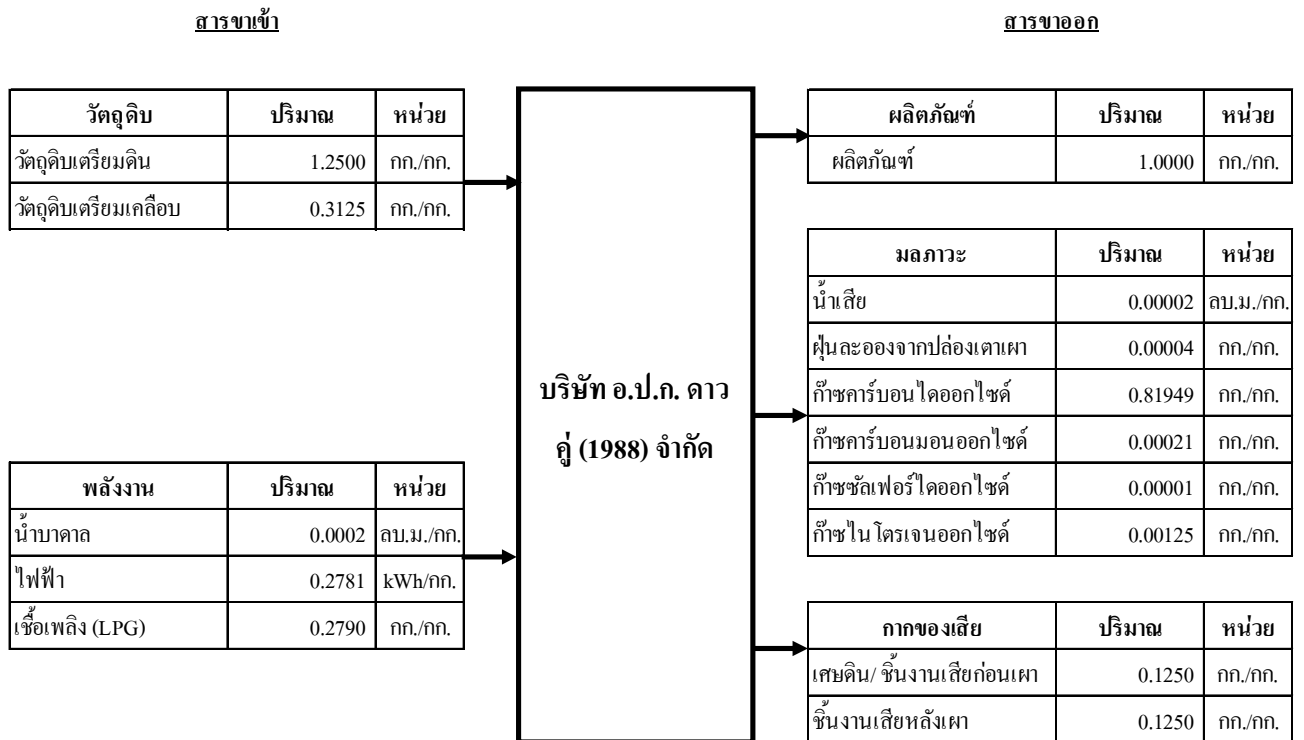 สารขาเข้า
สารขาออก
วัตถุดิบ ปริมาณ หน่วย
วัตถุดิบเตรียมดิน 1.2500 กก./กก.
วัตถุดิบเตรียมเคลือบ 0.3125 กก./กก.
พลังงาน ปริมาณ หน่วย
น้ำบาดาล 0.0002 ลบ.ม./กก.
ไฟฟ้า 0.2781 kWh/กก.
เชื้อเพลิง (LPG) 0.2790 กก./กก.
บริษัท อ.ป.ก. ดาว
คู่ (1988) จำกัด
ผลิตภัณฑ์ ปริมาณ หน่วย
ผลิตภัณฑ์ 1.0000 กก./กก.
มลภาวะ ปริมาณ หน่วย
น้ำเสีย 0.00002 ลบ.ม./กก.
ฝุ่นละอองจากปล่องเตาเผา 0.00004 กก./กก.
ก๊าซคาร์บอนไดออกไซด์ 0.81949 กก./กก.
ก๊าซคาร์บอนมอนออกไซด์ 0.00021 กก./กก.
ก๊าซซัลเฟอร์ไดออกไซด์ 0.00001 กก./กก.
ก๊าซไนโตรเจนออกไซด์ 0.00125 กก./กก.
กากของเสีย ปริมาณ หน่วย
เศษดิน/ ชิ้นงานเสียก่อนเผา 0.1250 กก./กก.
ชิ้นงานเสียหลังเผา 0.1250 กก./กก.